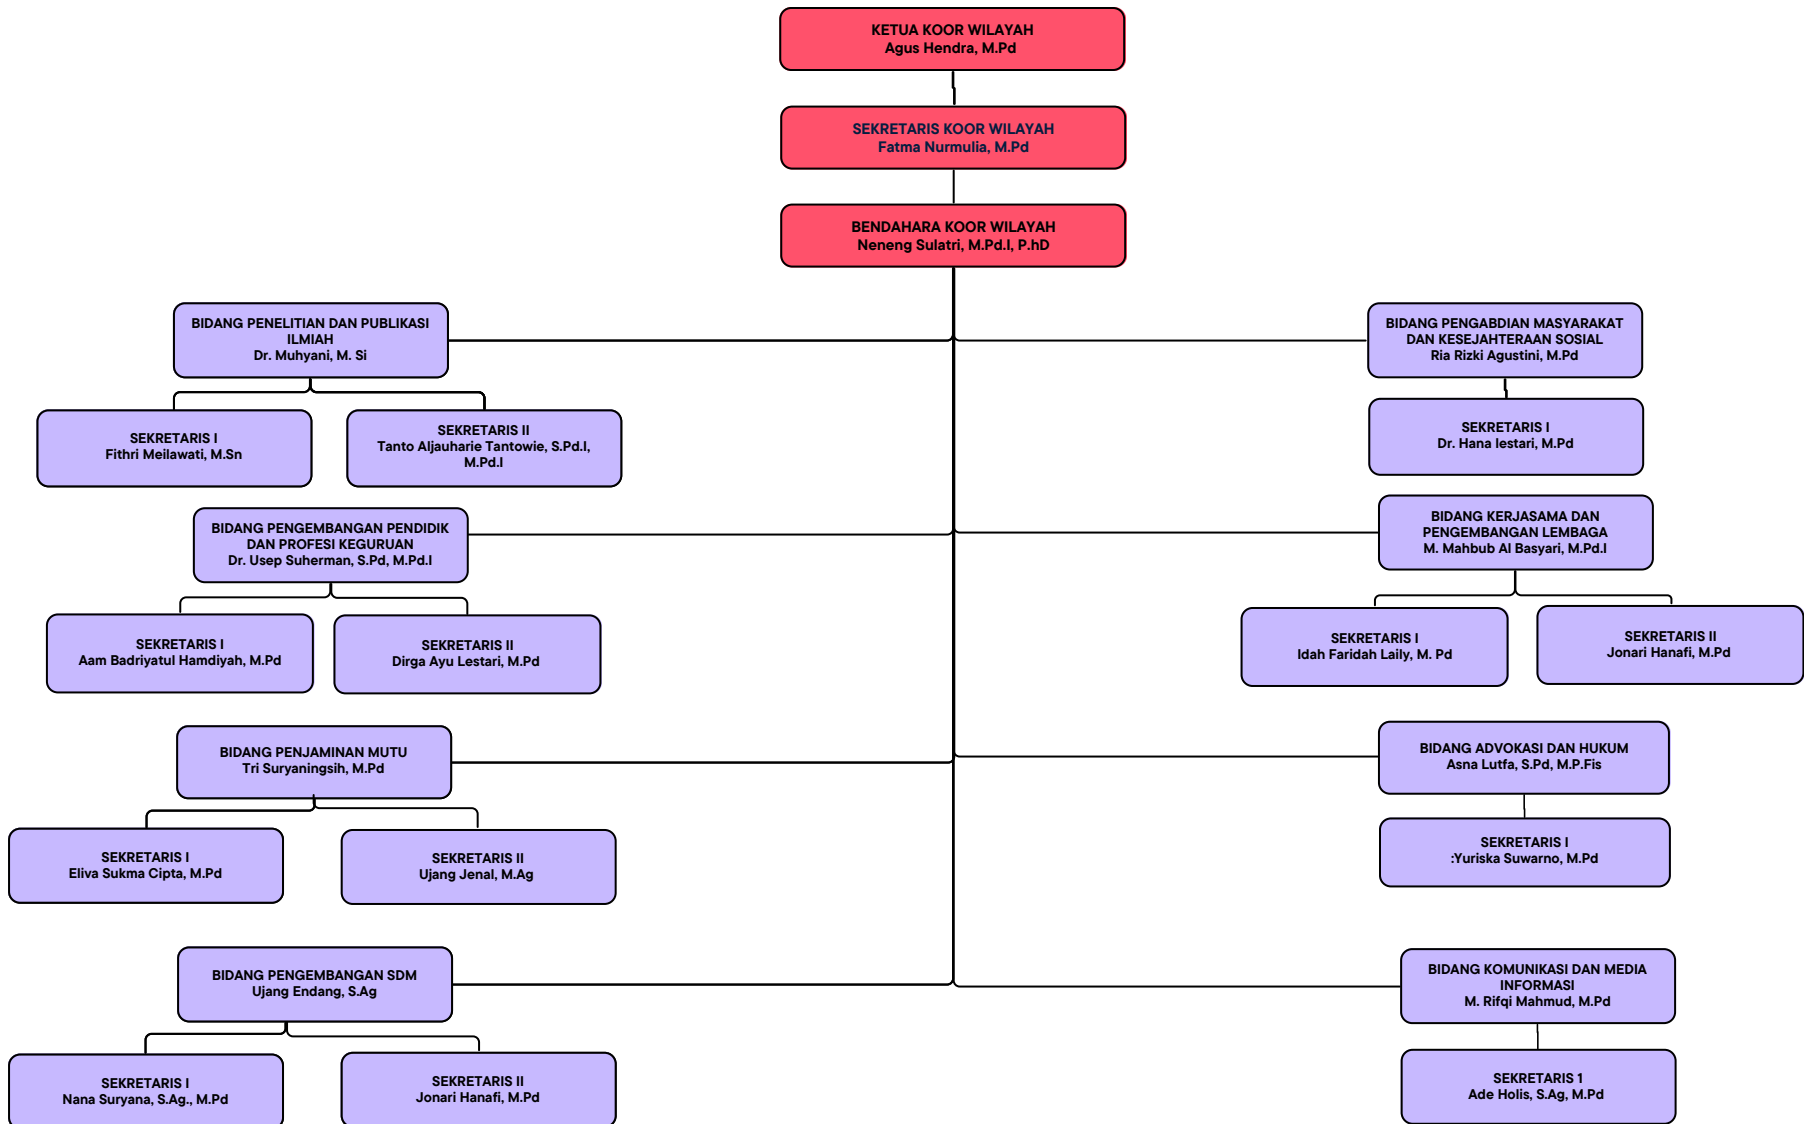 KETUA KOOR WILAYAH
Agus Hendra, M.Pd
SEKRETARIS KOOR WILAYAH
Fatma Nurmulia, M.Pd
BENDAHARA KOOR WILAYAH
Neneng Sulatri, M.Pd.I, P.hD
BIDANG PENELITIAN DAN PUBLIKASI
ILMIAH
Dr. Muhyani, M. Si
SEKRETARIS I
Fithri Meilawati, M.Sn
SEKRETARIS II
Tanto Aljauharie Tantowie, S.Pd.I,
M.Pd.I
BIDANG PENGABDIAN MASYARAKAT
DAN KESEJAHTERAAN SOSIAL
Ria Rizki Agustini, M.Pd
SEKRETARIS I
Dr. Hana lestari, M.Pd
BIDANG PENGEMBANGAN PENDIDIK
DAN PROFESI KEGURUAN
Dr. Usep Suherman, S.Pd, M.Pd.I
SEKRETARIS I
Aam Badriyatul Hamdiyah, M.Pd
SEKRETARIS II
Dirga Ayu Lestari, M.Pd
BIDANG KERJASAMA DAN
PENGEMBANGAN LEMBAGA
M. Mahbub Al Basyari, M.Pd.I
SEKRETARIS I
Idah Faridah Laily, M. Pd
SEKRETARIS II
Jonari Hanafi, M.Pd
BIDANG PENJAMINAN MUTU
Tri Suryaningsih, M.Pd
SEKRETARIS I
Eliva Sukma Cipta, M.Pd
SEKRETARIS II
Ujang Jenal, M.Ag
BIDANG ADVOKASI DAN HUKUM
Asna Lutfa, S.Pd, M.P.Fis
SEKRETARIS I
:Yuriska Suwarno, M.Pd
BIDANG PENGEMBANGAN SDM
Ujang Endang, S.Ag
SEKRETARIS I
Nana Suryana, S.Ag., M.Pd
SEKRETARIS II
Jonari Hanafi, M.Pd
BIDANG KOMUNIKASI DAN MEDIA
INFORMASI
M. Rifqi Mahmud, M.Pd
SEKRETARIS 1
Ade Holis, S.Ag, M.Pd